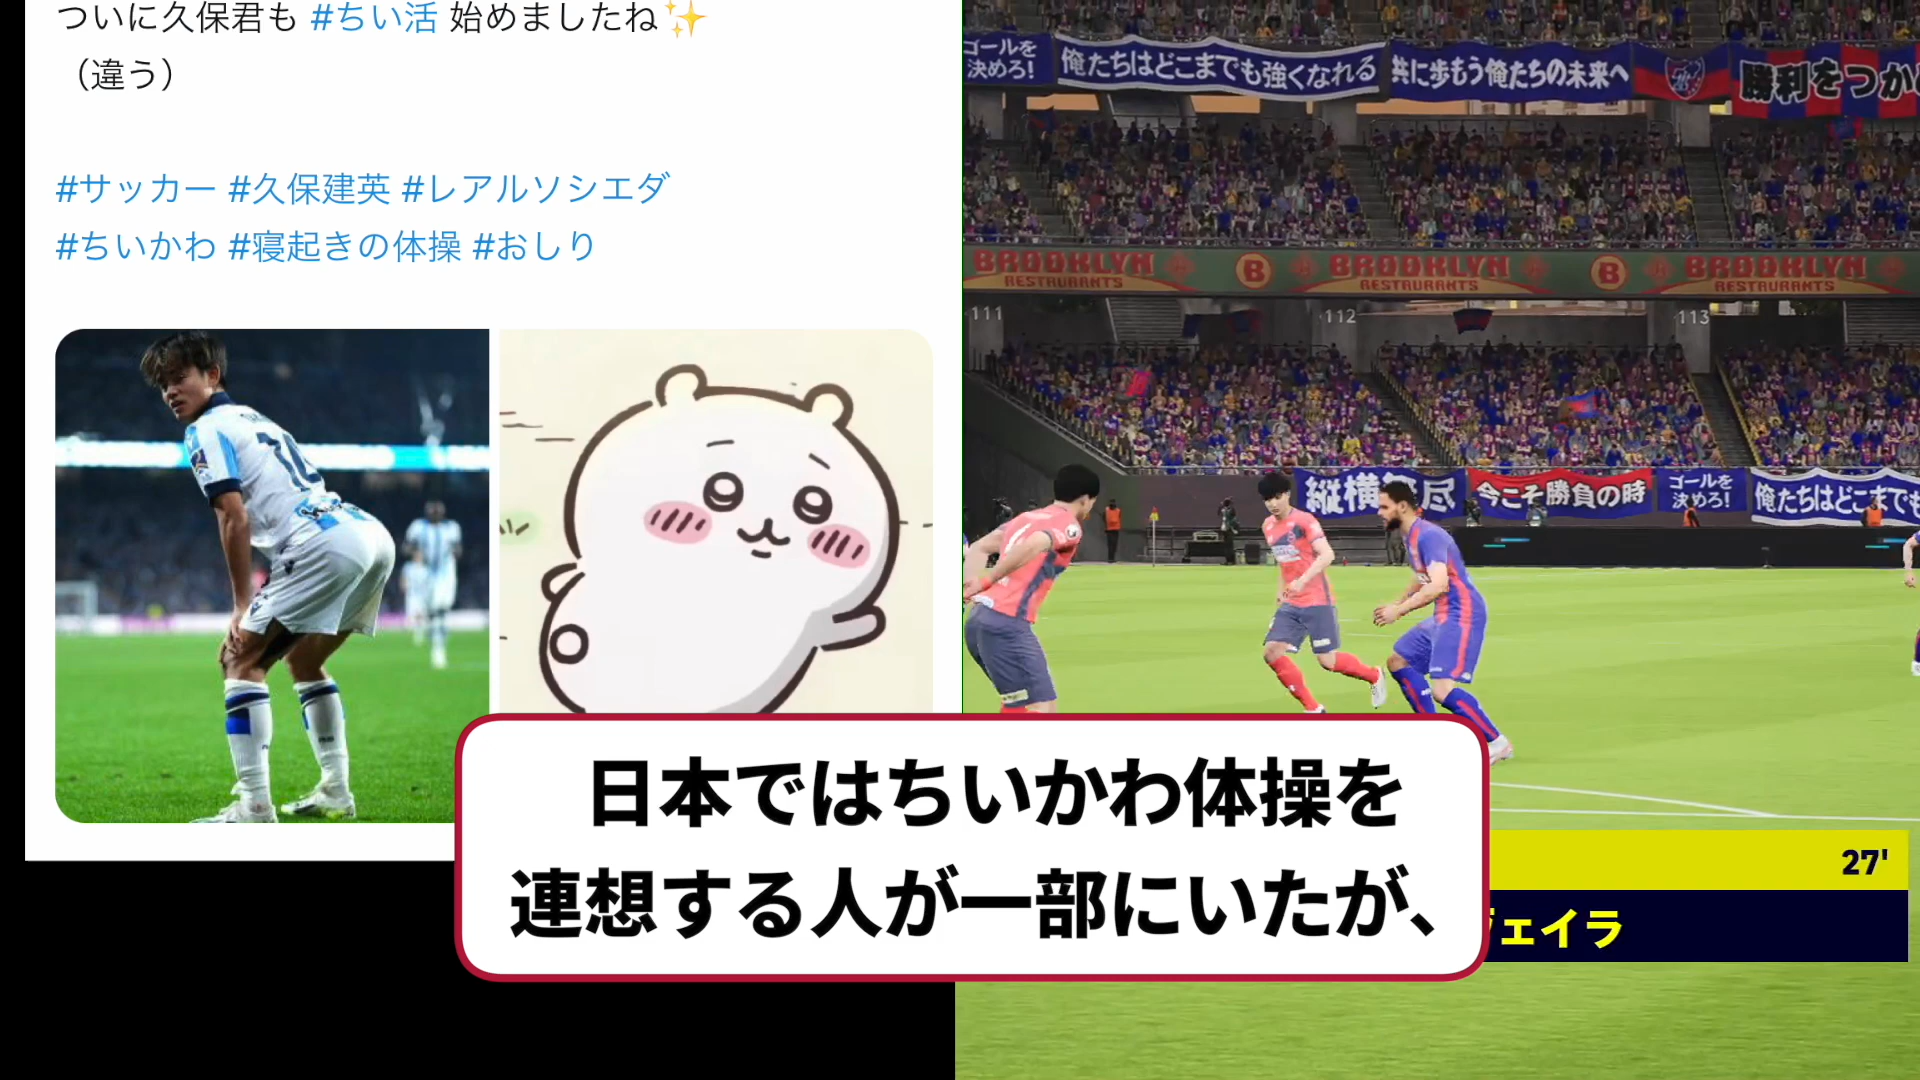 ついに久保君も #ちい活 始めましたね✨
（違う）
#サッカー #久保建英 #レアルソシエダ
#ちいかわ #寝起きの体操 #おしり
ゴールを
決めろ!
俺たちはどこまでも強くなれる
共に歩もう俺たちの未来へ
勝利をつか
BROOKLYN
RESTAURANTS
B
BROOKLYN
RESTAURANTS
B
BROOKLYN
RESTAURANTS
111
112
113
縦横
尽
今こそ勝負の時
ゴールを
決めろ!
俺たちはどこまでも
14
日本ではちいかわ体操を
連想する人が一部にいたが、
27'
ヴェイラ